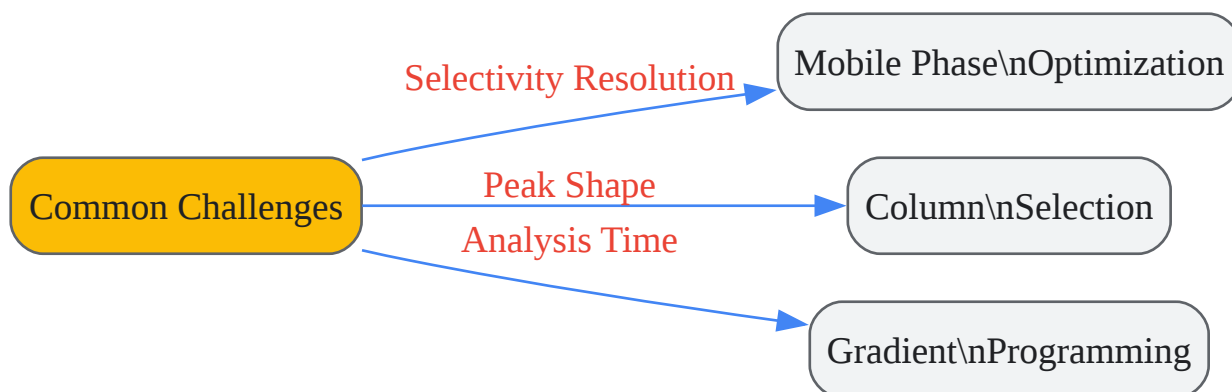 Selectivity Resolution
Mobile Phase\nOptimization
Common Challenges
Peak Shape
Column\nSelection
Analysis Time
Gradient\nProgramming